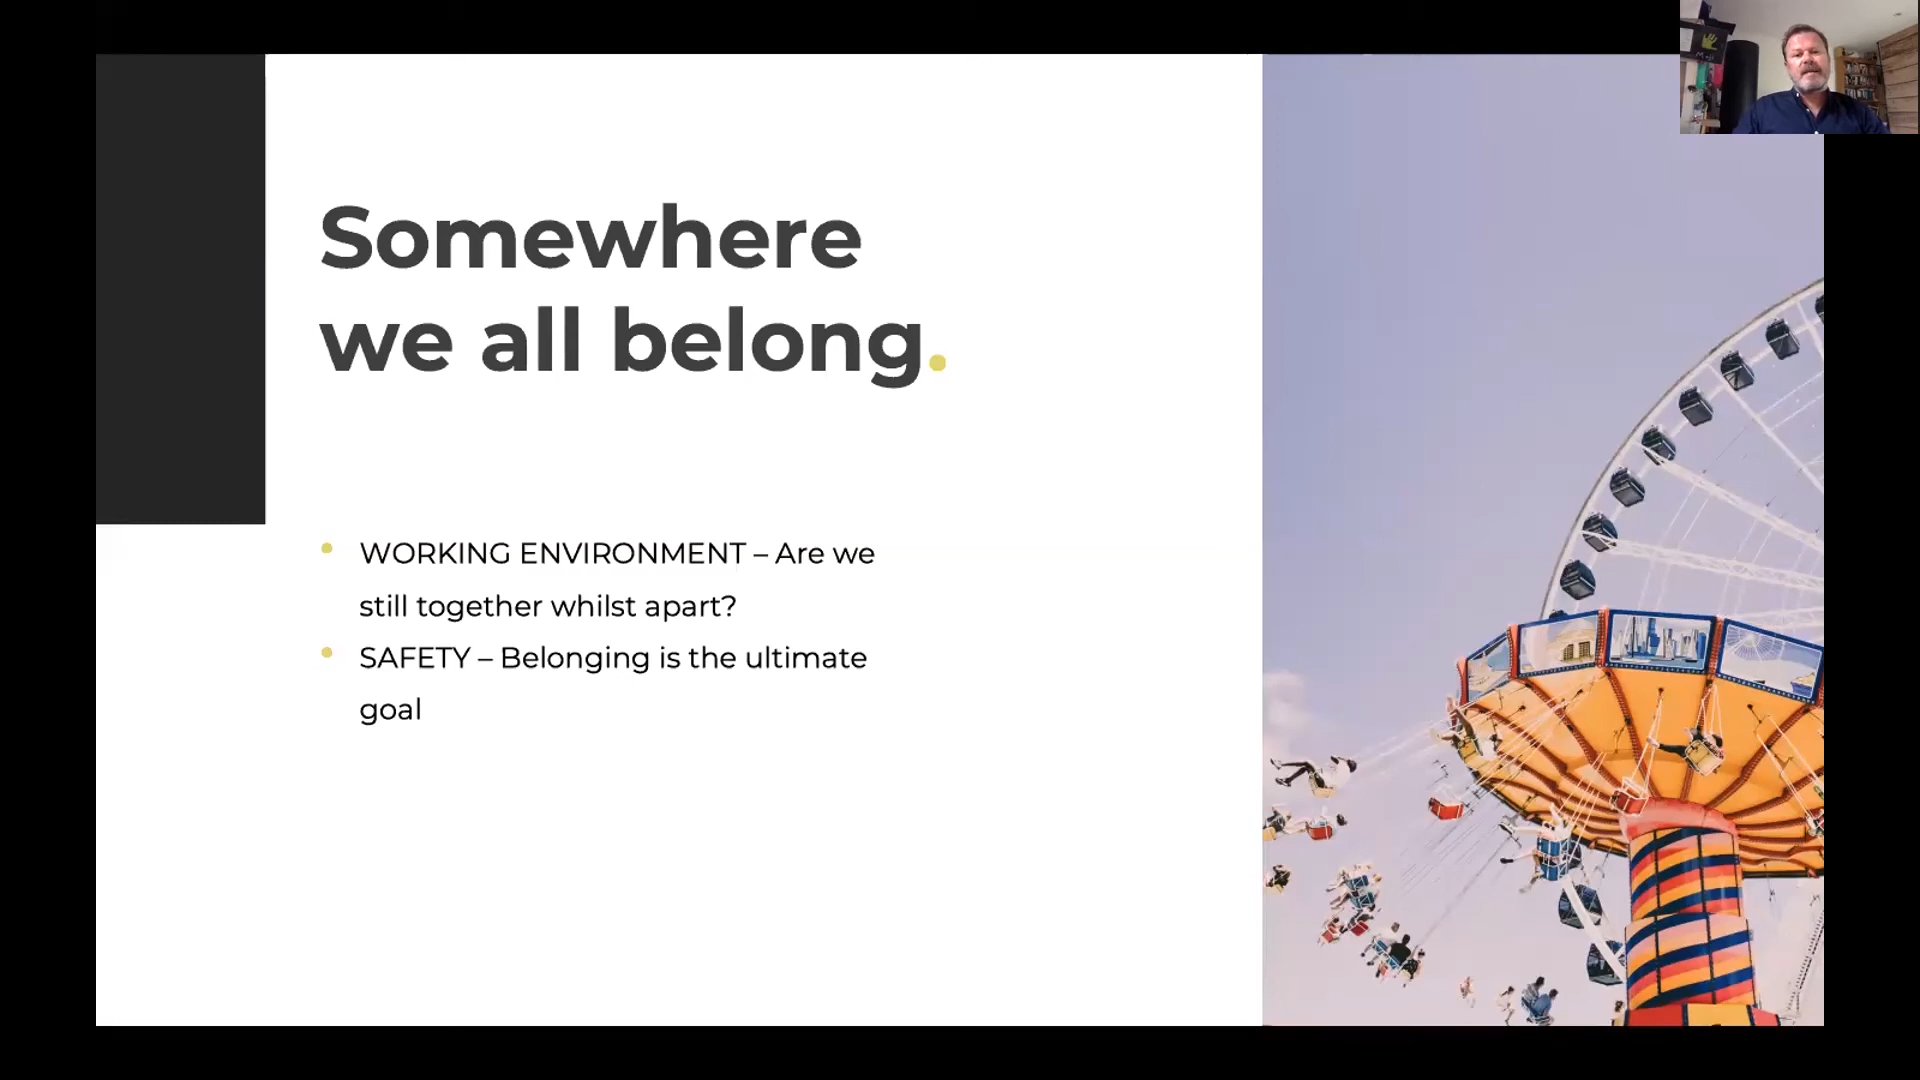 Somewhere
we all belong.
WORKING ENVIRONMENT – Are we
still together whilst apart?
SAFETY – Belonging is the ultimate
goal